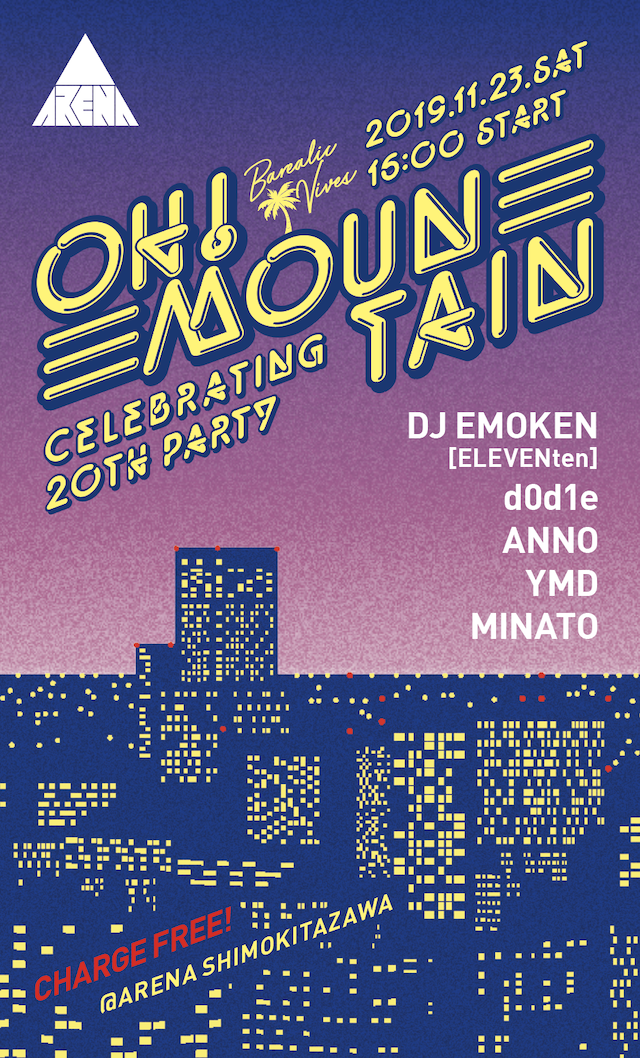 ARENA
2019.11.23.SAT
15:00 START
Barealic
Vives
OH!
MOUN
TAIN
CELEBRATING
20TH PARTY
DJ EMOKEN
[ELEVENten]
d0d1e
ANNO
YMD
MINATO
CHARGE FREE!
@ARENA SHIMOKITAZAWA